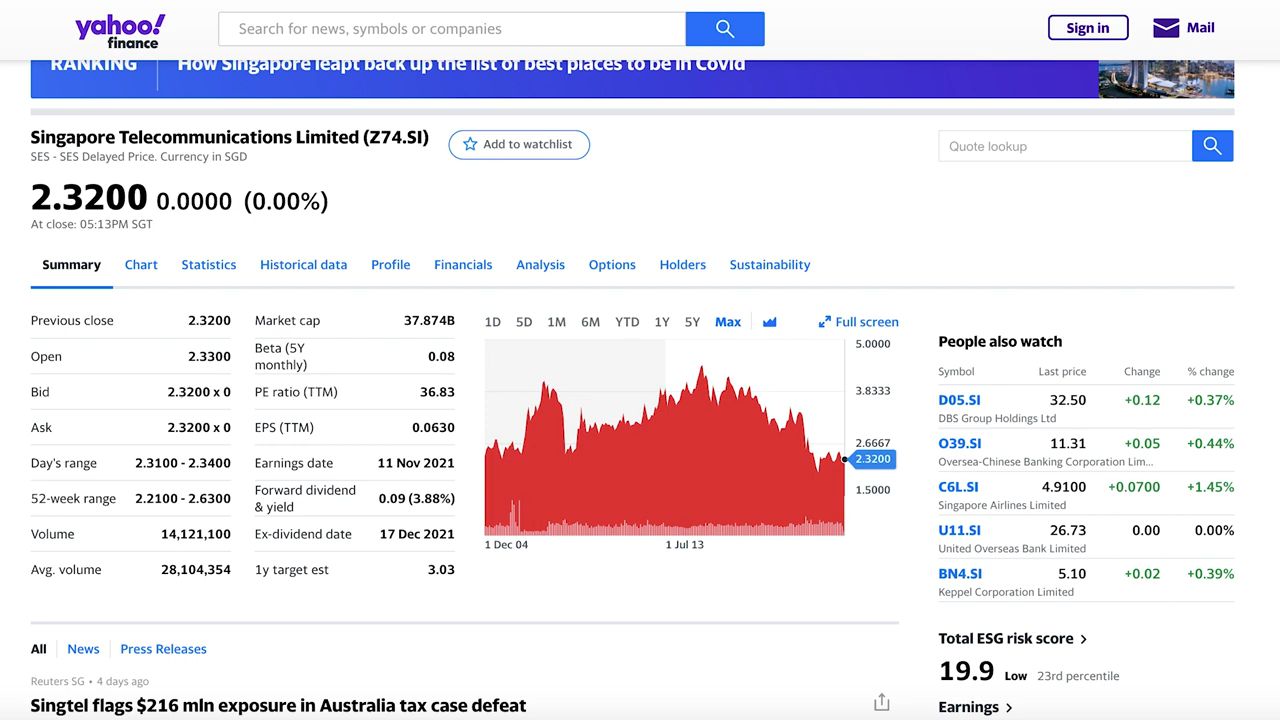 yahoo!
finance
Search for news, symbols or companies
Sign in
Mail
RANKING
How Singapore leapt back up the list of best places to be in Covid
Singapore Telecommunications Limited (Z74.SI)
Add to watchlist
SES - SES Delayed Price. Currency in SGD
Quote lookup
2.3200 0.0000 (0.00%)
At close: 05:13PM SGT
Summary Chart Statistics Historical data Profile Financials Analysis Options Holders Sustainability
Previous close 2.3200
Open 2.3300
Bid 2.3200 x 0
Ask 2.3200 x 0
Day's range 2.3100 - 2.3400
52-week range 2.2100 - 2.6300
Volume 14,121,100
Avg. volume 28,104,354
Market cap 37.874B
Beta (5Y
monthly) 0.08
PE ratio (TTM) 36.83
EPS (TTM) 0.0630
Earnings date 11 Nov 2021
Forward dividend
& yield 0.09 (3.88%)
Ex-dividend date 17 Dec 2021
1y target est 3.03
1D 5D 1M 6M YTD 1Y 5Y Max Full screen
5.0000
3.8333
2.6667
2.3200
1.5000
1 Dec 04 1 Jul 13
People also watch
Symbol Last price Change % change
D05.SI 32.50 +0.12 +0.37%
DBS Group Holdings Ltd
O39.SI 11.31 +0.05 +0.44%
Oversea-Chinese Banking Corporation Lim...
C6L.SI 4.9100 +0.0700 +1.45%
Singapore Airlines Limited
U11.SI 26.73 0.00 0.00%
United Overseas Bank Limited
BN4.SI 5.10 +0.02 +0.39%
Keppel Corporation Limited
Total ESG risk score
19.9 Low 23rd percentile
Earnings
All News Press Releases
Reuters SG • 4 days ago
Singtel flags $216 mln exposure in Australia tax case defeat